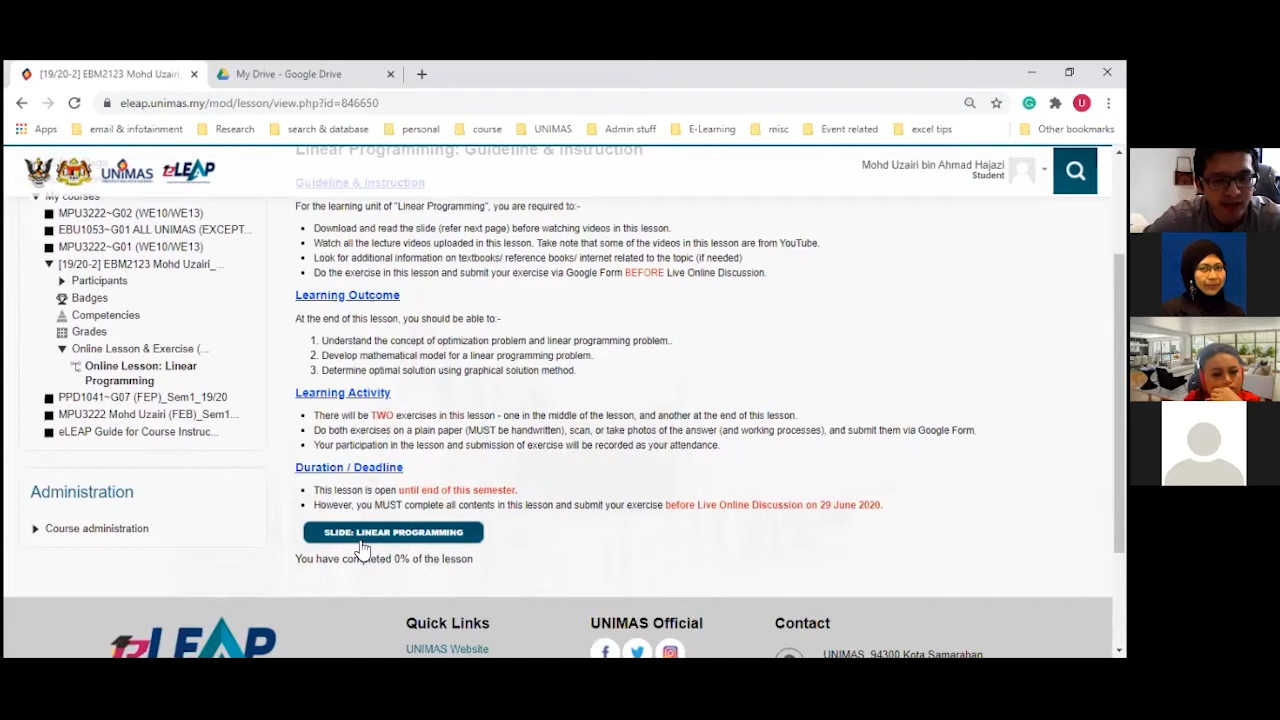 [19/20-2] EBM2123 Mohd Uzairi_
My Drive - Google Drive
eleap.unimas.my/mod/lesson/view.php?id=846650
U
Apps
email & infotainment
Research
search & database
personal
course
UNIMAS
Admin stuff
E-Learning
misc
Event related
excel tips
Other bookmarks
Linear Programming: Guideline & Instruction
UNIMAS
eLEAP
Mohd Uzairi bin Ahmad Hajazi
Student
My courses
MPU3222~G02 (WE10/WE13)
EBU1053~G01 ALL UNIMAS (EXCEPT...
MPU3222~G01 (WE10/WE13)
[19/20-2] EBM2123 Mohd Uzairi_...
Participants
Badges
Competencies
Grades
Online Lesson & Exercise (...
Online Lesson: Linear
Programming
PPD1041~G07 (FEP)_Sem1_19/20
MPU3222 Mohd Uzairi (FEB)_Sem1...
eLEAP Guide for Course Instruc...
Administration
Course administration
Guideline & Instruction
For the learning unit of "Linear Programming", you are required to:-
Download and read the slide (refer next page) before watching videos in this lesson.
Watch all the lecture videos uploaded in this lesson. Take note that some of the videos in this lesson are from YouTube.
Look for additional information on textbooks/ reference books/ internet related to the topic (if needed)
Do the exercise in this lesson and submit your exercise via Google Form BEFORE Live Online Discussion.
Learning Outcome
At the end of this lesson, you should be able to:-
1. Understand the concept of optimization problem and linear programming problem..
2. Develop mathematical model for a linear programming problem.
3. Determine optimal solution using graphical solution method.
Learning Activity
There will be TWO exercises in this lesson - one in the middle of the lesson, and another at the end of this lesson.
Do both exercises on a plain paper (MUST be handwritten), scan, or take photos of the answer (and working processes), and submit them via Google Form.
Your participation in the lesson and submission of exercise will be recorded as your attendance.
Duration / Deadline
This lesson is open until end of this semester.
However, you MUST complete all contents in this lesson and submit your exercise before Live Online Discussion on 29 June 2020.
SLIDE: LINEAR PROGRAMMING
You have completed 0% of the lesson
eLEAP
Quick Links
UNIMAS Website
UNIMAS Official
Contact
UNIMAS, 94300 Kota Samarahan